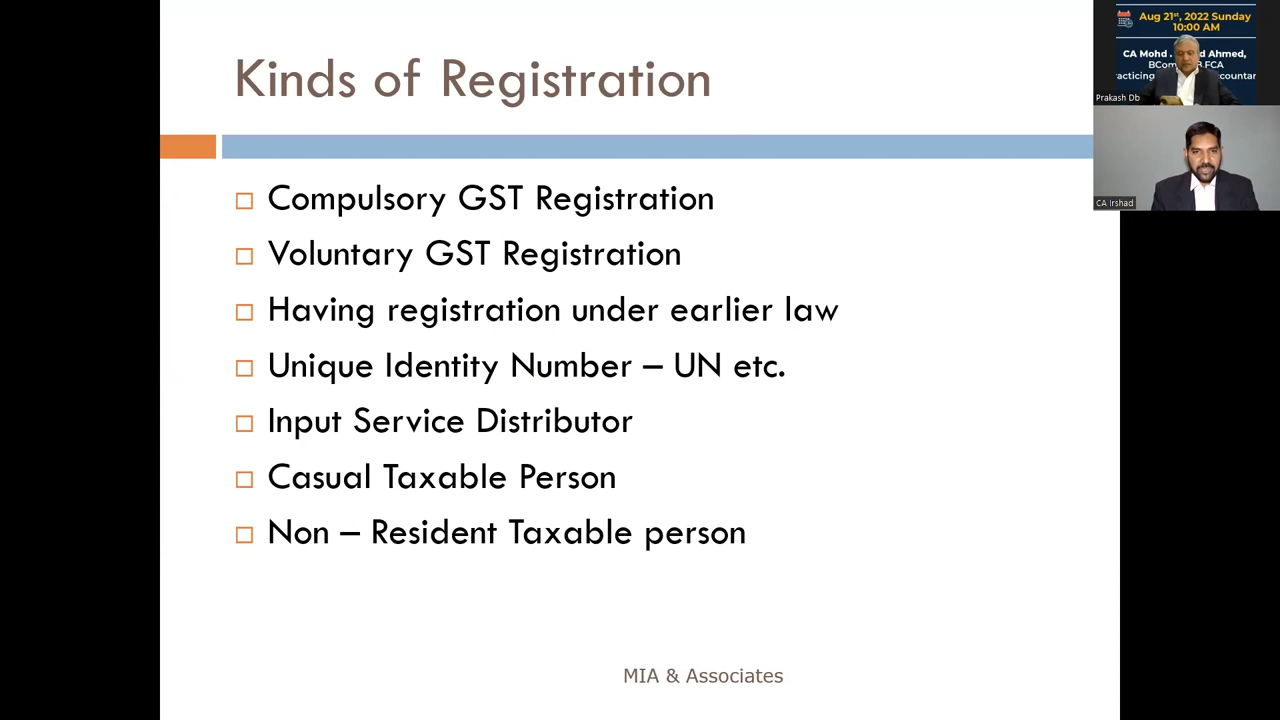 Kinds of Registration
Compulsory GST Registration
Voluntary GST Registration
Having registration under earlier law
Unique Identity Number – UN etc.
Input Service Distributor
Casual Taxable Person
Non – Resident Taxable person
MIA & Associates
Aug 21st, 2022 Sunday
10:00 AM
CA Mohd . Ahmed,
FCA
Prakash Db
CA Irshad